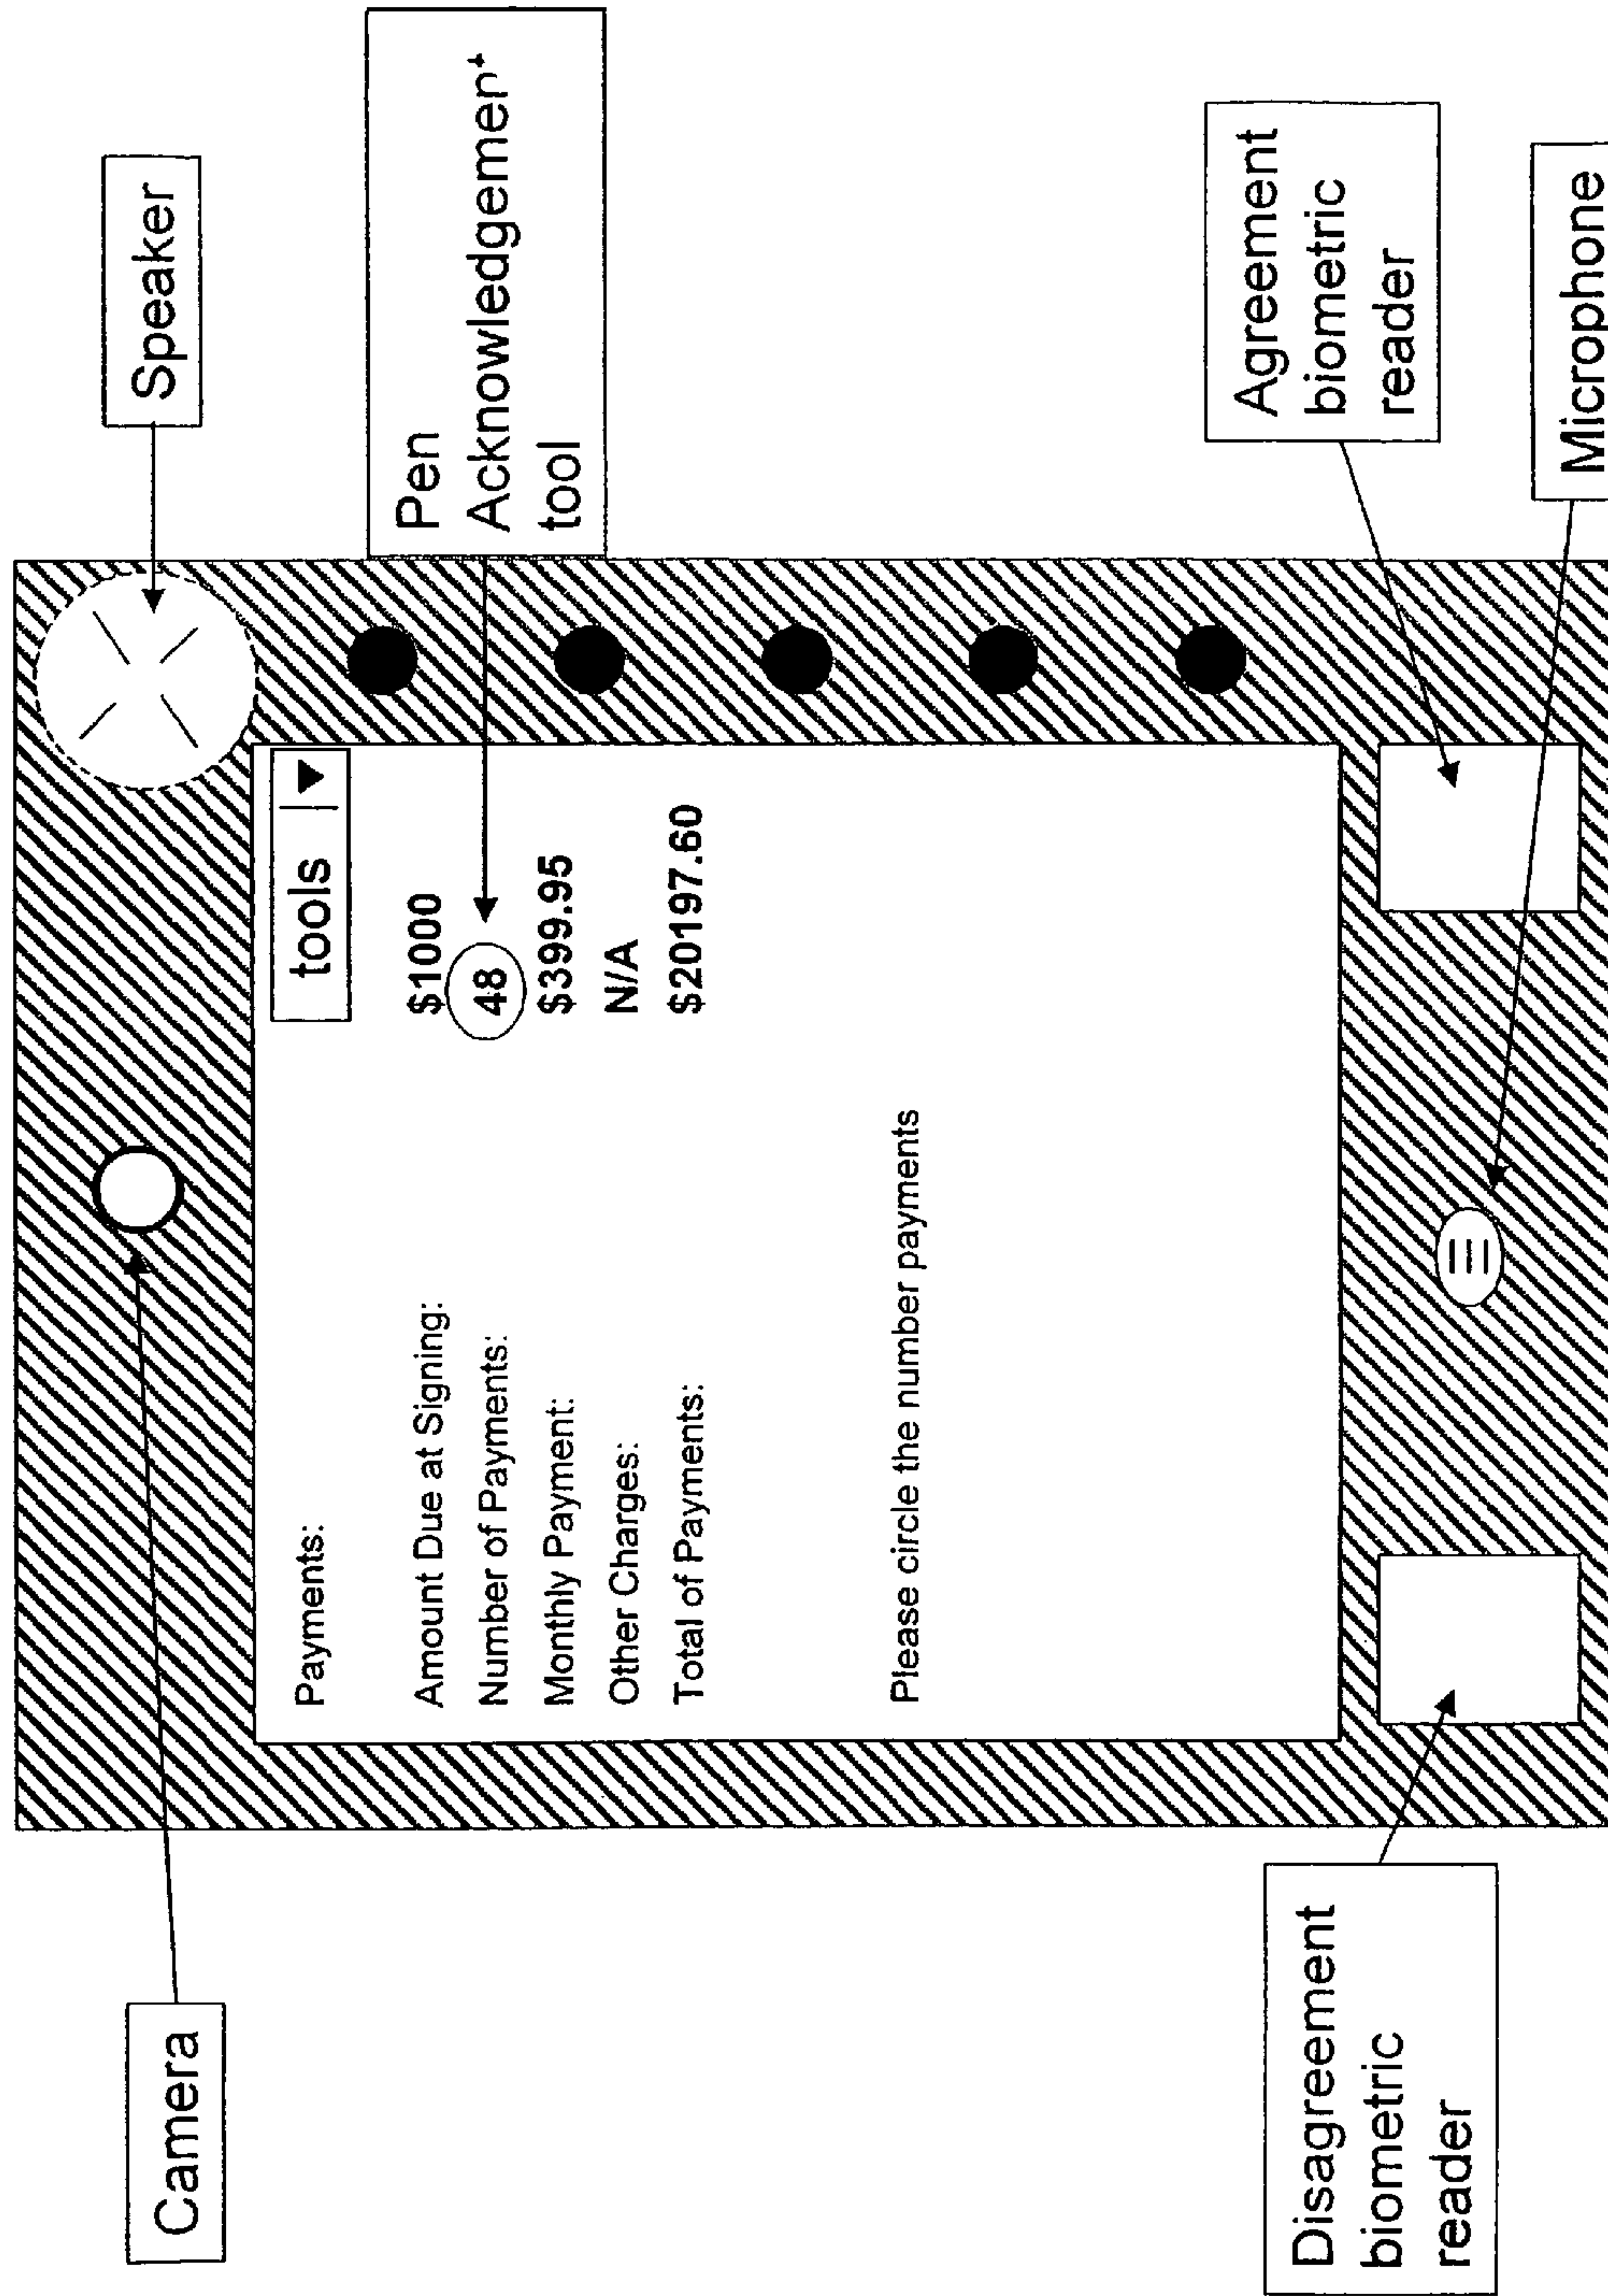 Camera
Speaker
tools
Payments:
Amount Due at Signing: $1000
Number of Payments: 48
Monthly Payment: $399.95
Other Charges: N/A
Total of Payments: $20197.60
Please circle the number payments
Pen
Acknowledgement
tool
Disagreement
biometric
reader
Agreement
biometric
reader
Microphone